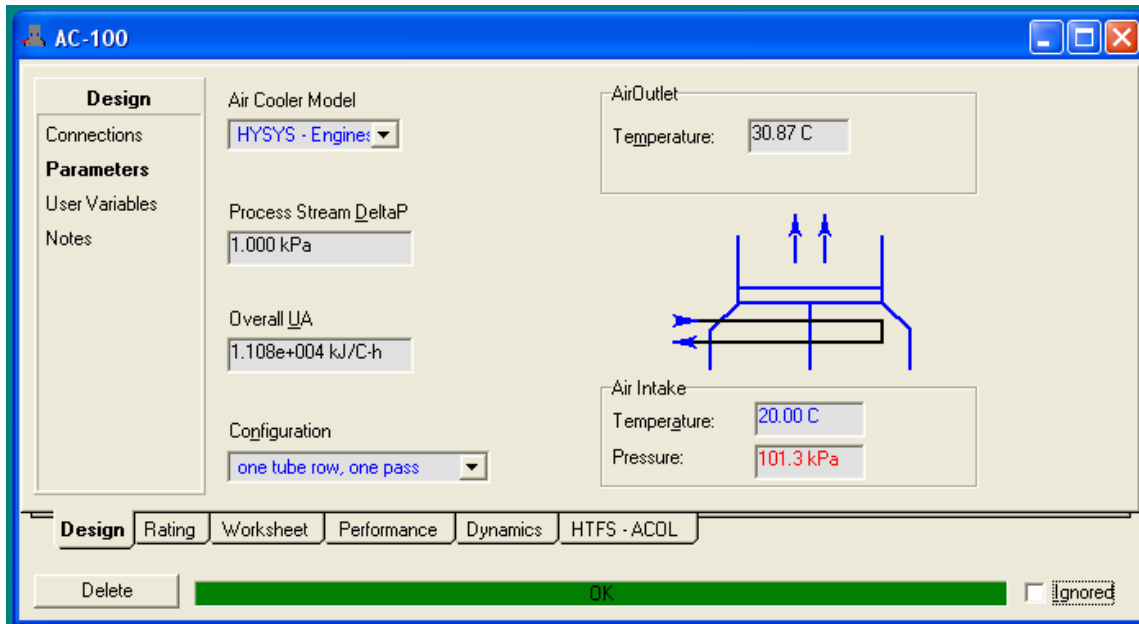 AC-100
Design
Connections
Parameters
User Variables
Notes
Air Cooler Model
HYSYS - Engines
Process Stream DeltaP
1.000 kPa
Overall UA
1.108e+004 kJ/C-h
Configuration
one tube row, one pass
AirOutlet
Temperature:
30.87 C
Air Intake
Temperature:
20.00 C
Pressure:
101.3 kPa
Design
Rating
Worksheet
Performance
Dynamics
HTFS - ACOL
Delete
OK
Ignored